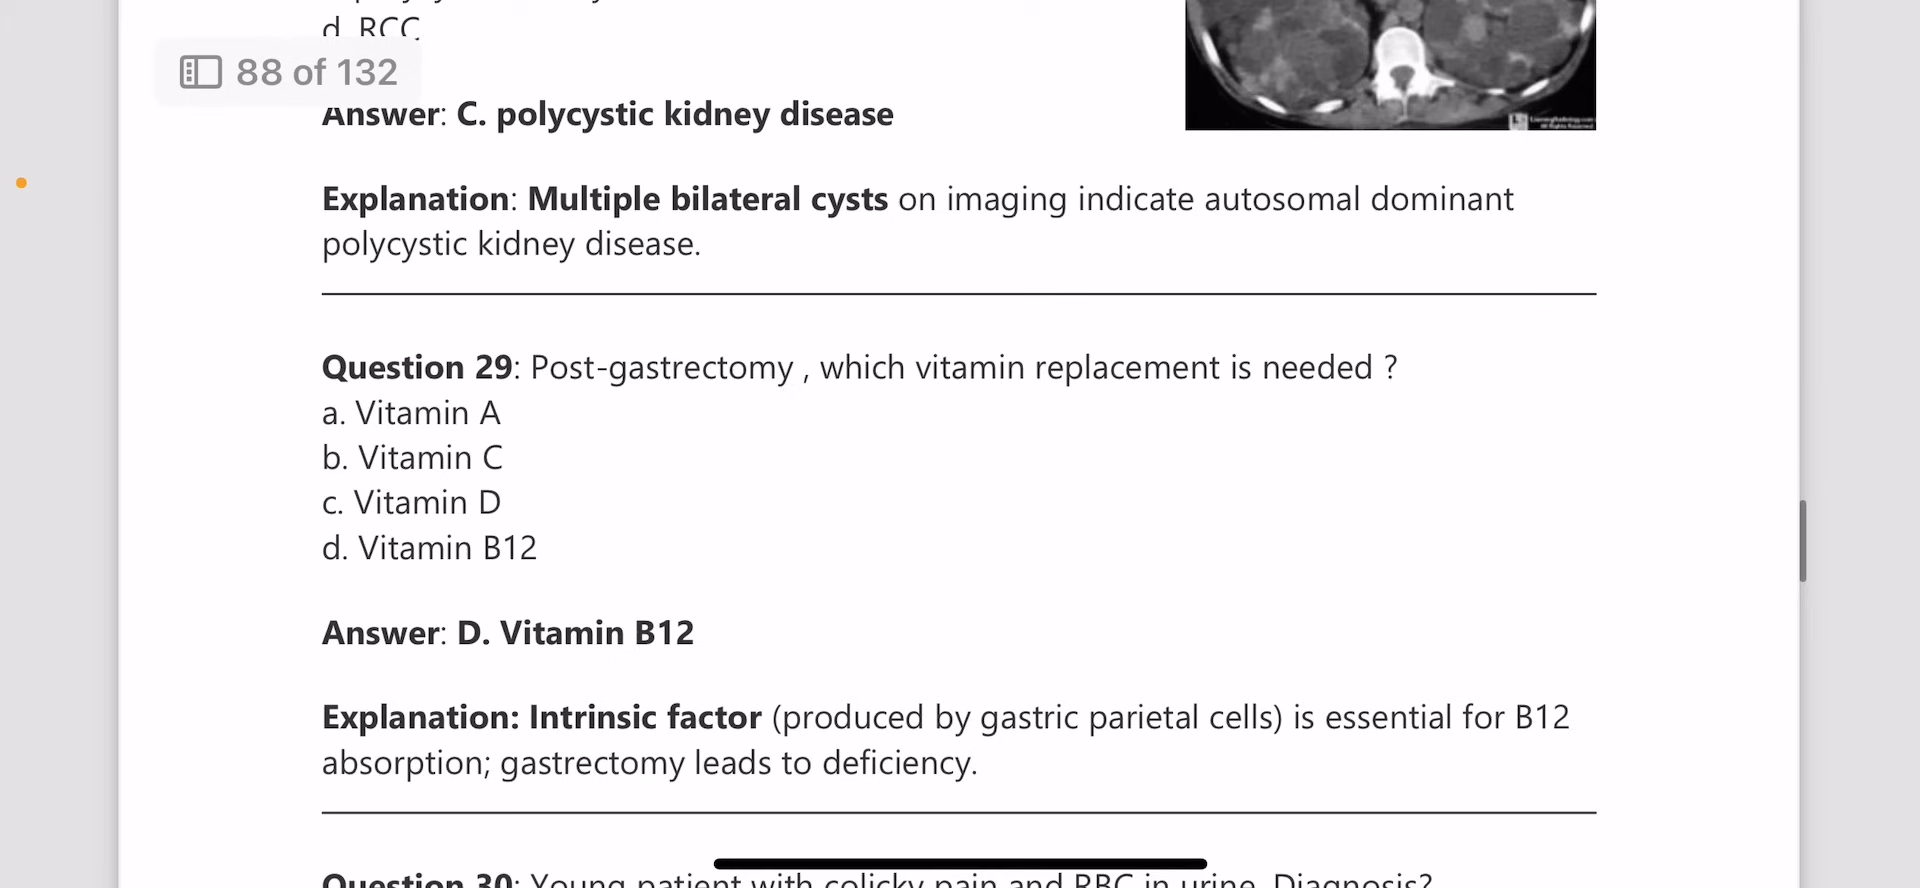 d. RCC
88 of 132
Answer: C. polycystic kidney disease
Explanation: Multiple bilateral cysts on imaging indicate autosomal dominant
polycystic kidney disease.
Question 29: Post-gastrectomy , which vitamin replacement is needed ?
a. Vitamin A
b. Vitamin C
c. Vitamin D
d. Vitamin B12
Answer: D. Vitamin B12
Explanation: Intrinsic factor (produced by gastric parietal cells) is essential for B12
absorption; gastrectomy leads to deficiency.
Question 30: Young patient with colicky pain and RBC in urine. Diagnosis?